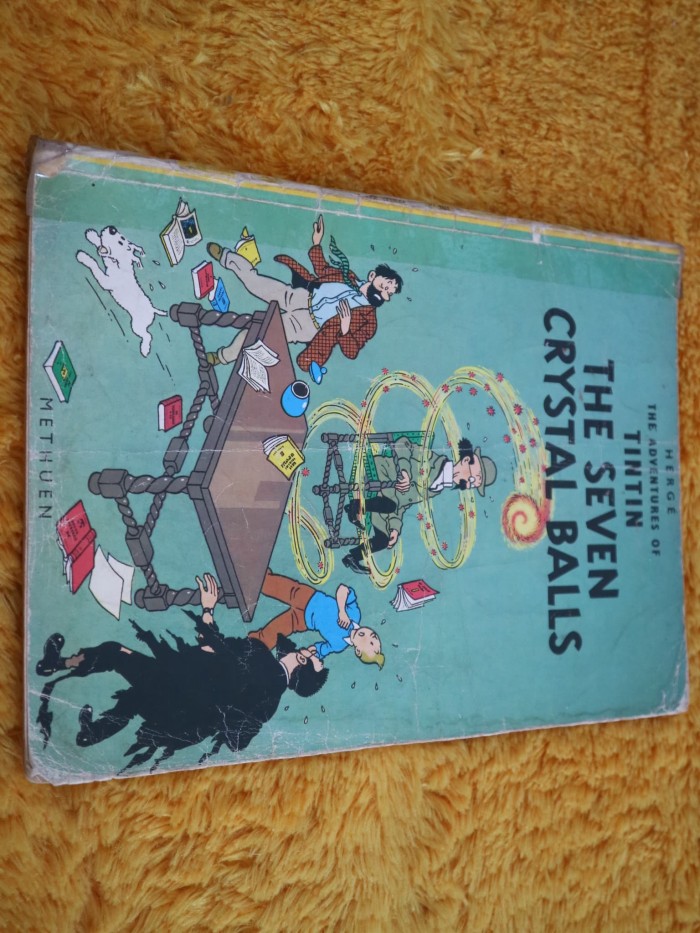 HERGÉ
THE ADVENTURES OF
TINTIN
THE SEVEN
CRYSTAL BALLS
METHUEN